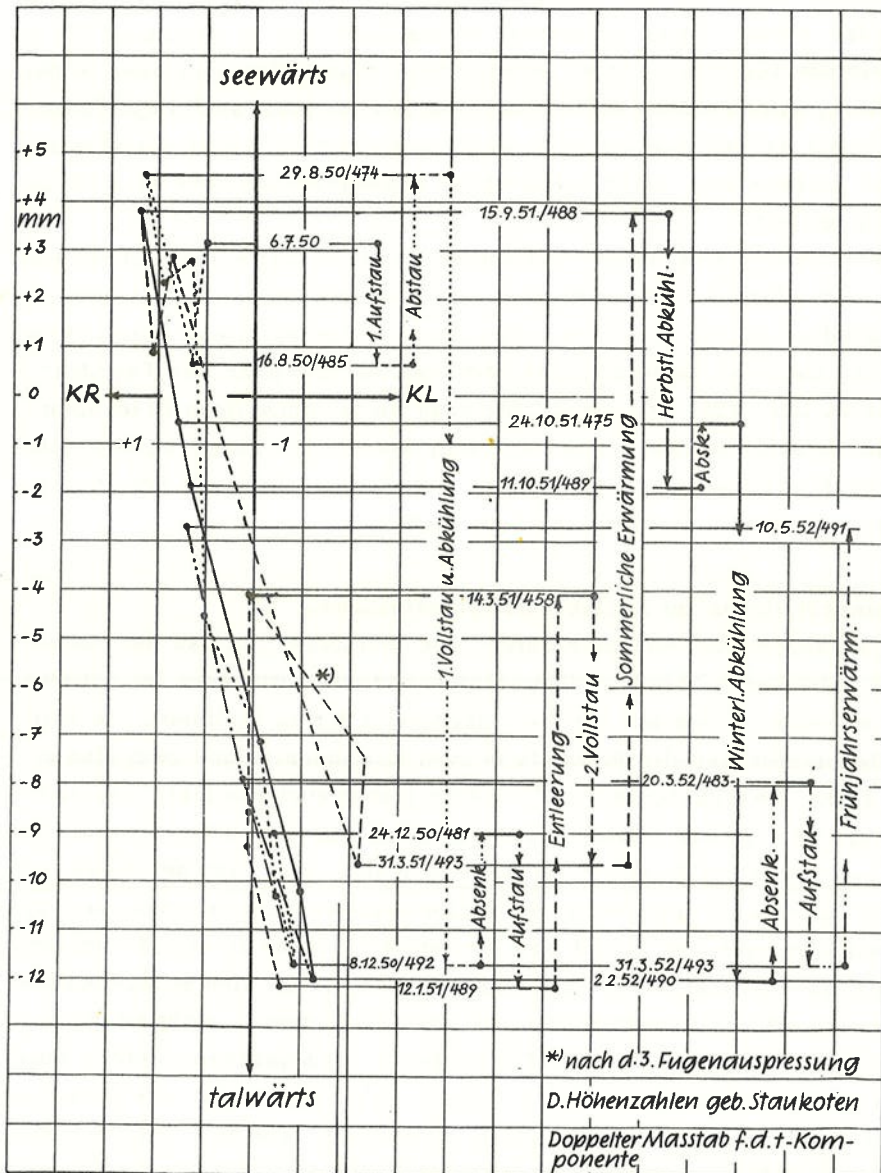 seewärts
+5
29.8.50/474
+4
mm
15.9.51./488
+3
6.7.50
+2
1.Aufstau
Abstau
Herbstl.Abkühl.
+1
16.8.50/485
0
KR
KL
24.10.51.475
-1
+1
-1
Absk.
-2
11.10.51/489
1.Vollstau u.Abkühlung
Sommerliche Erwärmung
-3
10.5.52/491
-4
14.3.51/458
Winterl.Abkühlung
-5
Frühjahrserwärm.
-6
*)
2.Vollstau
-7
Entleerung
-8
20.3.52/483
-9
24.12.50/481
31.3.51/493
-10
Absenk.
Aufstau
Absenk.
Aufstau
-11
8.12.50/492
31.3.52/493
-12
12.1.51/489
2.2.52/490
*) nach d.3.Fugenauspressung
talwärts
D.Höhenzahlen geb.Staukoten
Doppelter Masstab f.d.t-Kom-
ponente